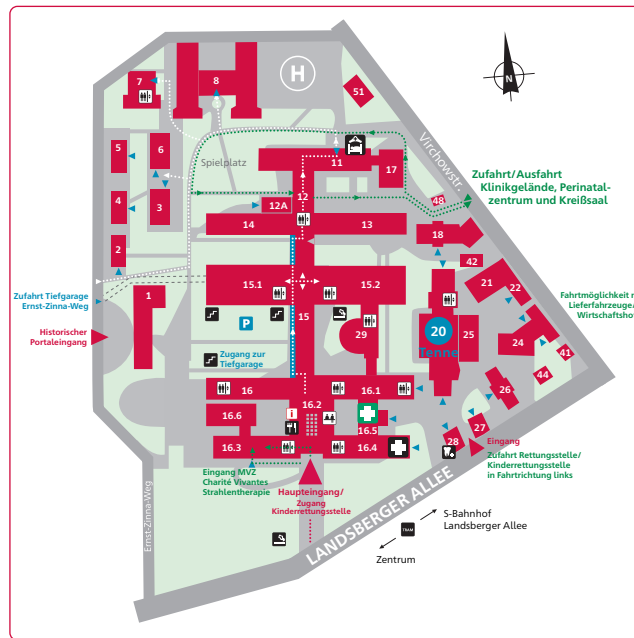 7
8
H
51
N
5
6
Spielplatz
11
17
Virchowstr.
Zufahrt/Ausfahrt
Klinikgelände, Perinatal-
zentrum und Kreißsaal
4
3
12A
12
48
14
13
18
2
42
15.1
15.2
21
22
Zufahrt Tiefgarage
Ernst-Zinna-Weg
1
Fahrtmöglichkeit
Lieferfahrzeuge/
Wirtschaftshof
P
15
20
Tenne
25
29
24
Historischer
Portaleingang
Zugang zur
Tiefgarage
41
44
16
16.1
26
16.2
16.6
i
16.5
27
28
16.3
16.4
Eingang
Zufahrt Rettungsstelle/
Kinderrettungsstelle
in Fahrtrichtung links
Eingang MVZ
Charité Vivantes
Strahlentherapie
Haupteingang/
Zugang
Kinderrettungsstelle
LANDSBERGER ALLEE
Ernst-Zinna-Weg
S-Bahnhof
Landsberger Allee
TRAM
Zentrum